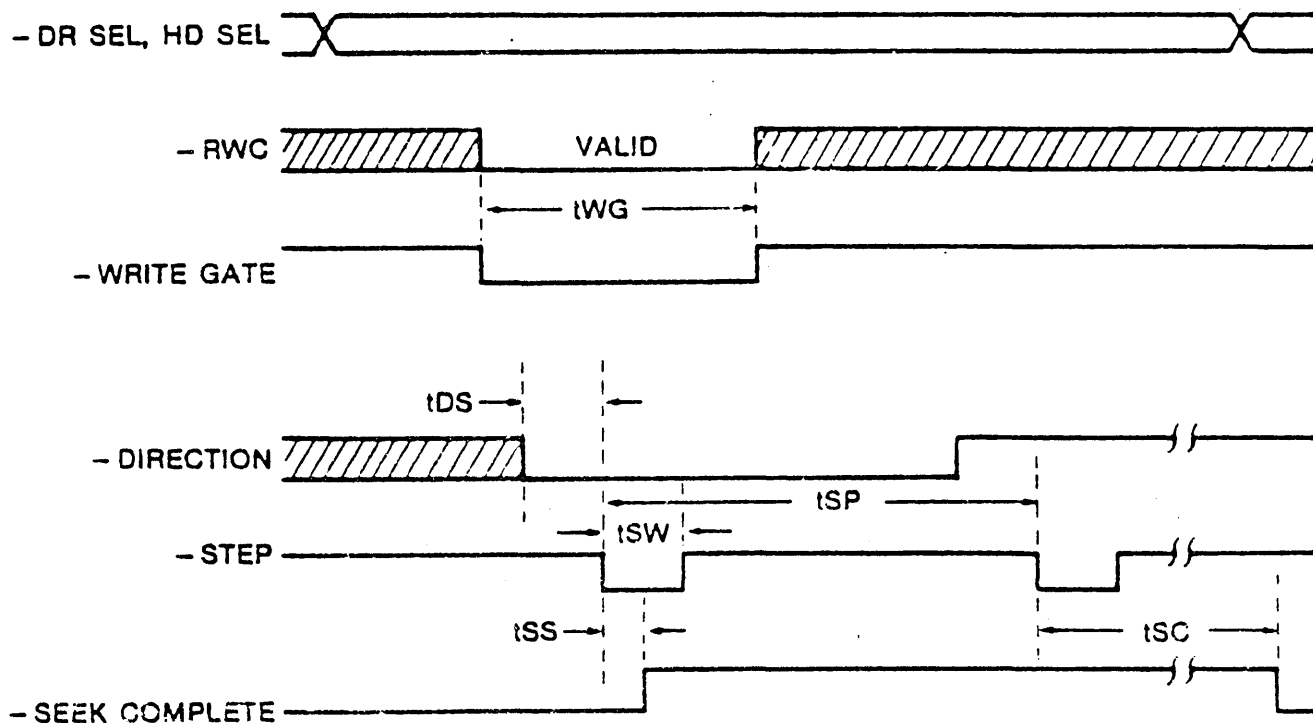 – DR SEL, HD SEL
– RWC
VALID
tWG
– WRITE GATE
tDS
– DIRECTION
tSP
tSW
– STEP
tSS
tSC
– SEEK COMPLETE